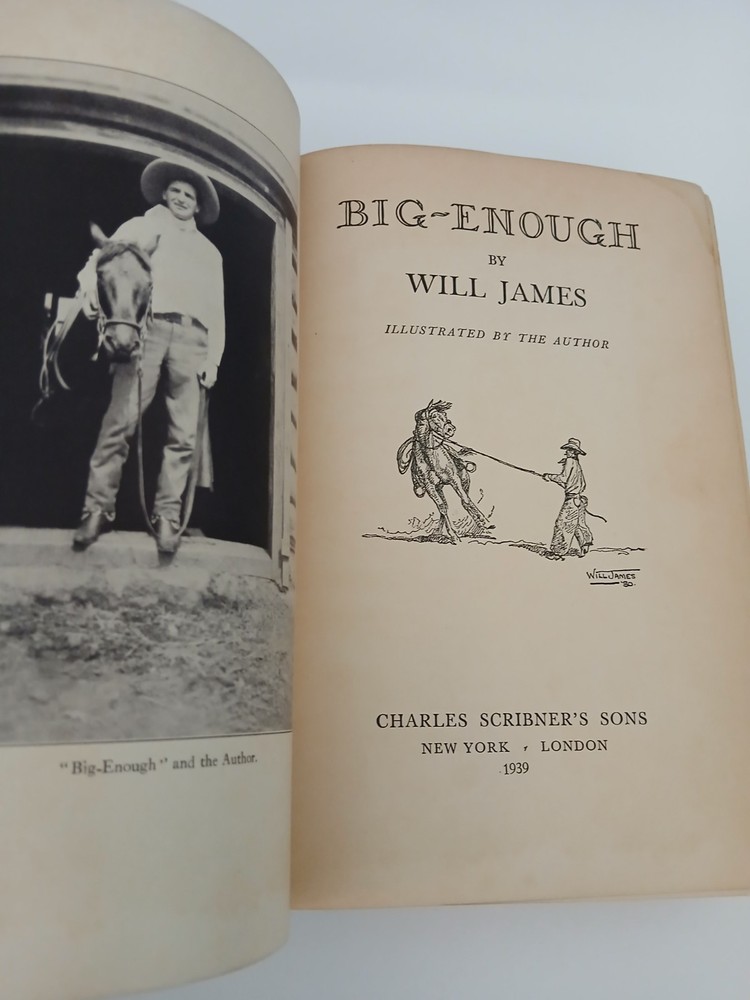 "Big-Enough" and the Author.
BIG-ENOUGH
BY
WILL JAMES
ILLUSTRATED BY THE AUTHOR
WILL JAMES
'30.
CHARLES SCRIBNER'S SONS
NEW YORK · LONDON
1939